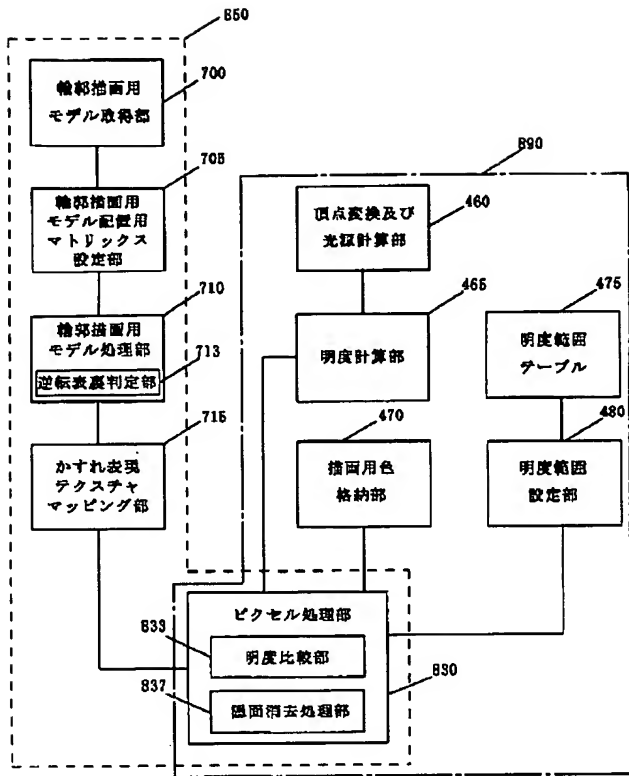 850
700
輪郭描画用
モデル取得部
705
輪郭描画用
モデル配置用
マトリックス
設定部
710
輪郭描画用
モデル処理部
713
逆転表裏判定部
715
かすれ表現
テクスチャ
マッピング部
890
460
頂点変換及び
光源計算部
465
明度計算部
470
描画用色
格納部
475
明度範囲
テーブル
480
明度範囲
設定部
ピクセル処理部
833
明度比較部
837
隠面消去処理部
830